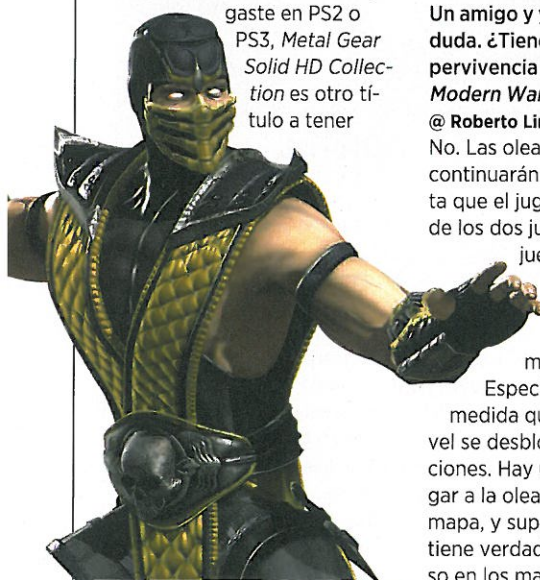 gaste en PS2 o
PS3, Metal Gear
Solid HD Collec-
tion es otro tí-
tulo a tener
Un amigo y
duda. ¿Tiene
pervivencia
Modern War
@ Roberto Lin
No. Las olea
continuarán
ta que el jug
de los dos ju
jue
m
Espec
medida qu
vel se desblo
ciones. Hay
gar a la olea
mapa, y sup
tiene verdad
so en los ma